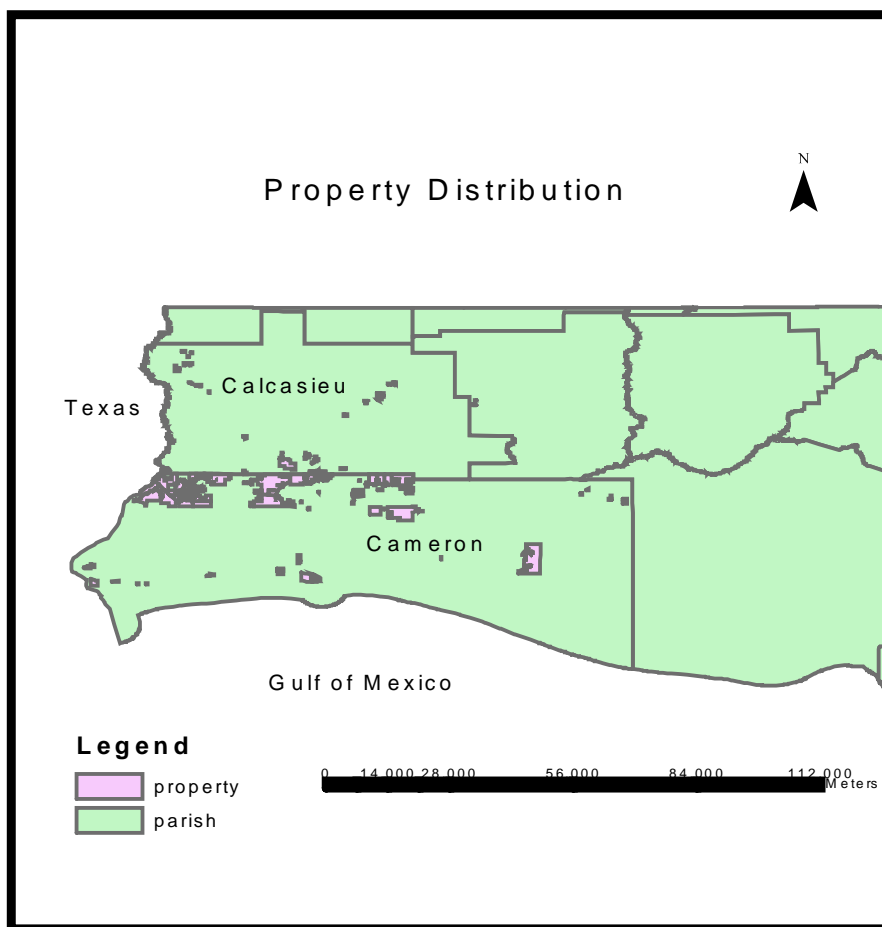 N
Property Distribution
Calcasieu
Texas
Cameron
Gulf of Mexico
Legend
property
parish
0 14,000 28,000 56,000 84,000 112,000
Meters